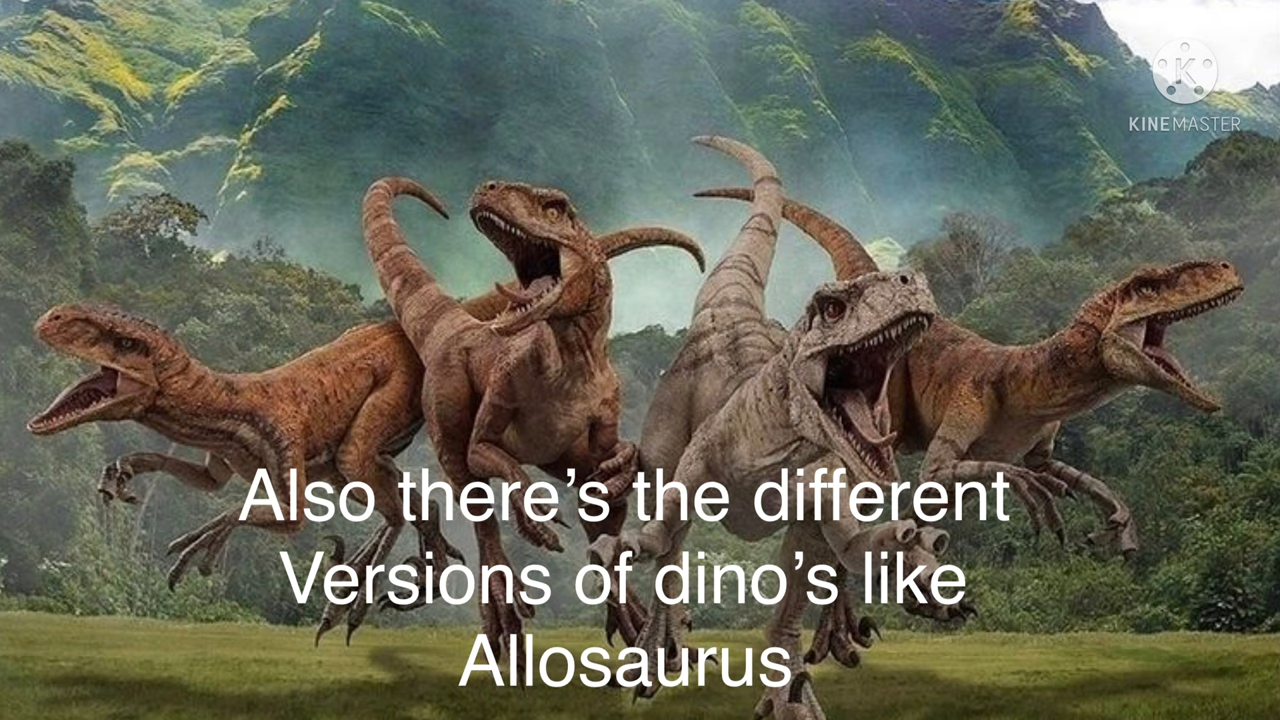 KINEMASTER
Also there’s the different
Versions of dino’s like
Allosaurus